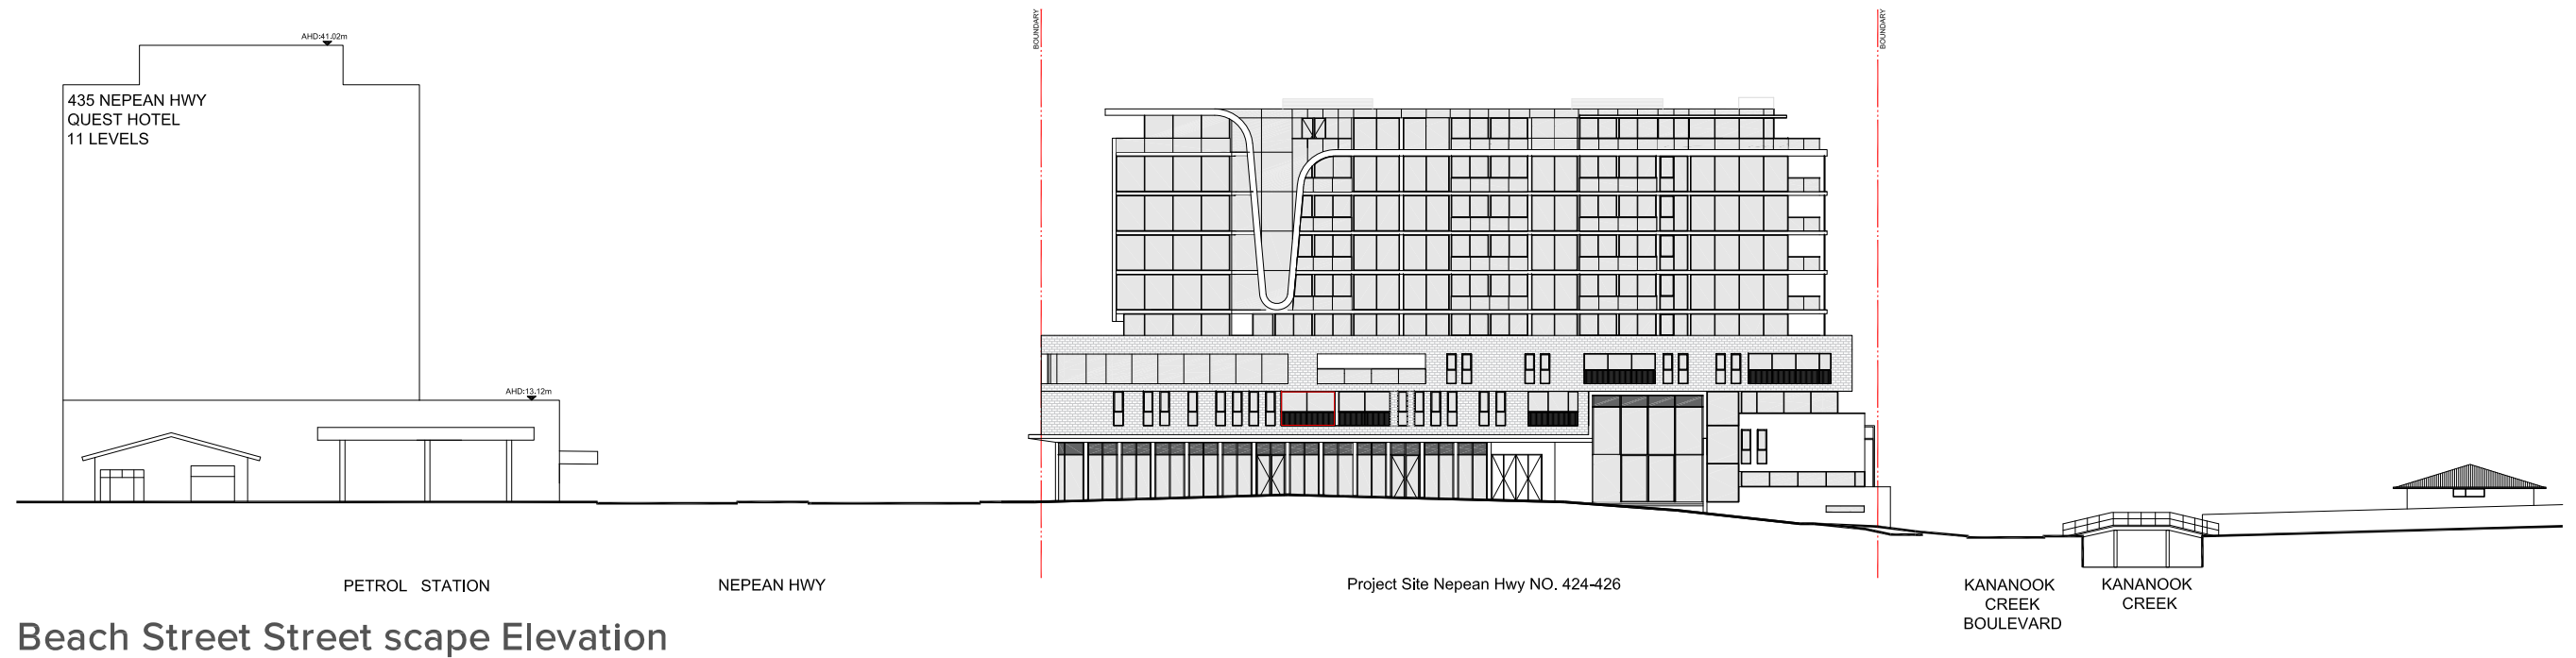 AHD:41.02m
435 NEPEAN HWY
QUEST HOTEL
11 LEVELS
AHD:13.12m
BOUNDARY
BOUNDARY
PETROL STATION
NEPEAN HWY
Project Site Nepean Hwy NO. 424-426
KANANOOK
CREEK
BOULEVARD
KANANOOK
CREEK
Beach Street Street scape Elevation